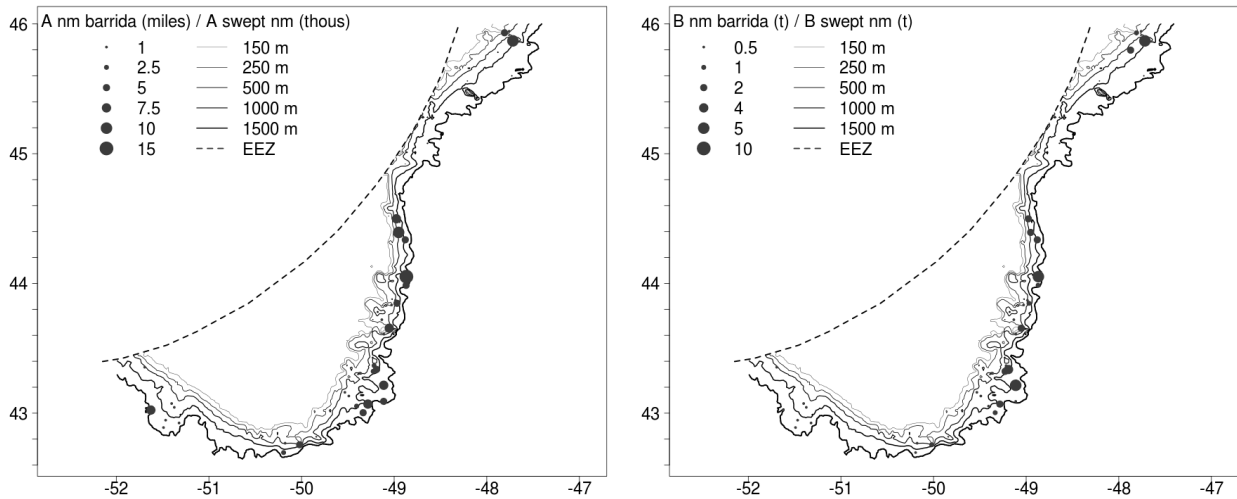 A nm barrida (miles) / A swept nm (thous)
1 150 m
2.5 250 m
5 500 m
7.5 1000 m
10 1500 m
15 EEZ
46
45
44
43
-52 -51 -50 -49 -48 -47
B nm barrida (t) / B swept nm (t)
0.5 150 m
1 250 m
2 500 m
4 1000 m
5 1500 m
10 EEZ
46
45
44
43
-52 -51 -50 -49 -48 -47